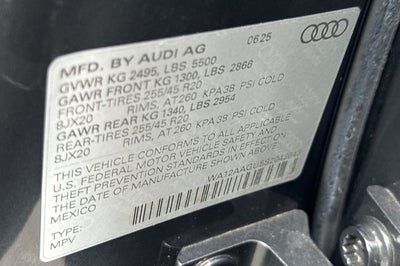 MFD. BY AUDI AG 06.25
GVWR KG 2495, LBS 5500
GAWR FRONT KG 1300, LBS 2866
FRONT-TIRES 255/45 R20
8JX20 RIMS, AT 260 KPA 38 PSI COLD
GAWR REAR KG 1340, LBS 2954
REAR-TIRES 255/45 R20
8JX20 RIMS, AT 260 KPA 38 PSI COLD
THIS VEHICLE CONFORMS TO ALL APPLICABLE
U.S. FEDERAL MOTOR VEHICLE SAFETY AND
THEFT PREVENTION STANDARDS IN EFFECT ON
THE DATE OF MANUFACTURE SHOWN ABOVE.
MEXICO
TYPE:
MPV